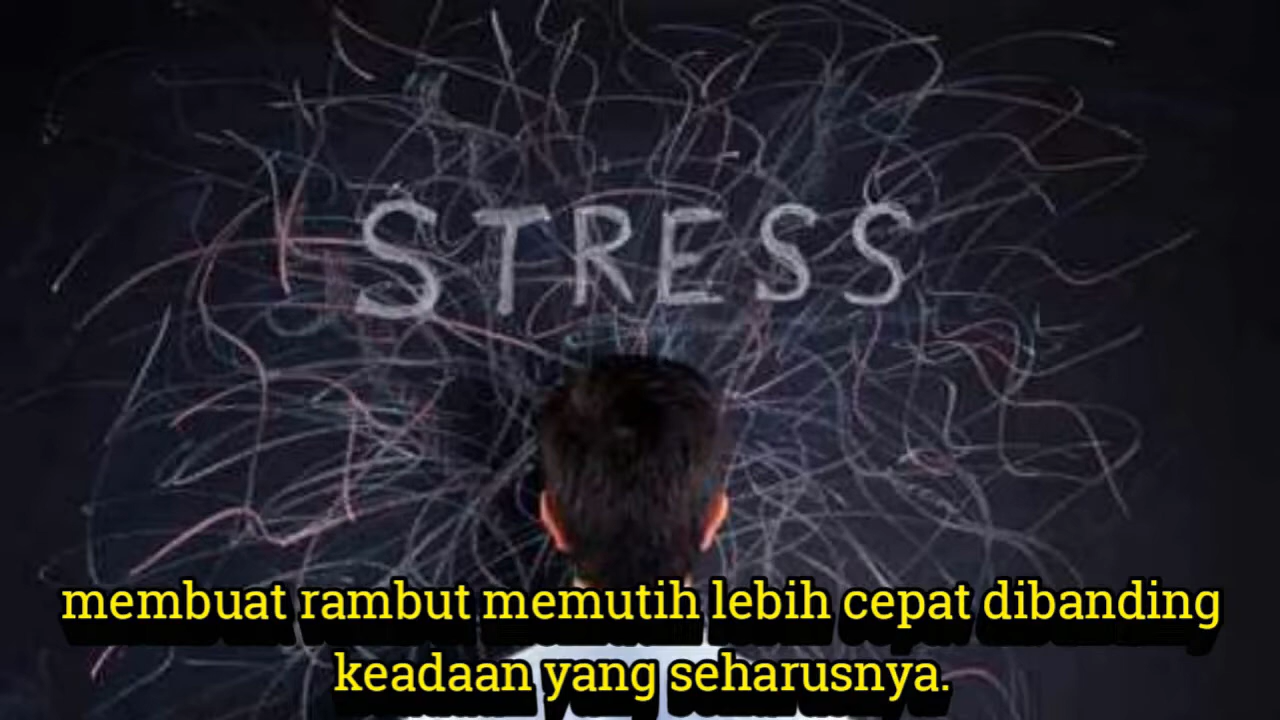 STRESS
membuat rambut memutih lebih cepat dibanding
keadaan yang seharusnya.